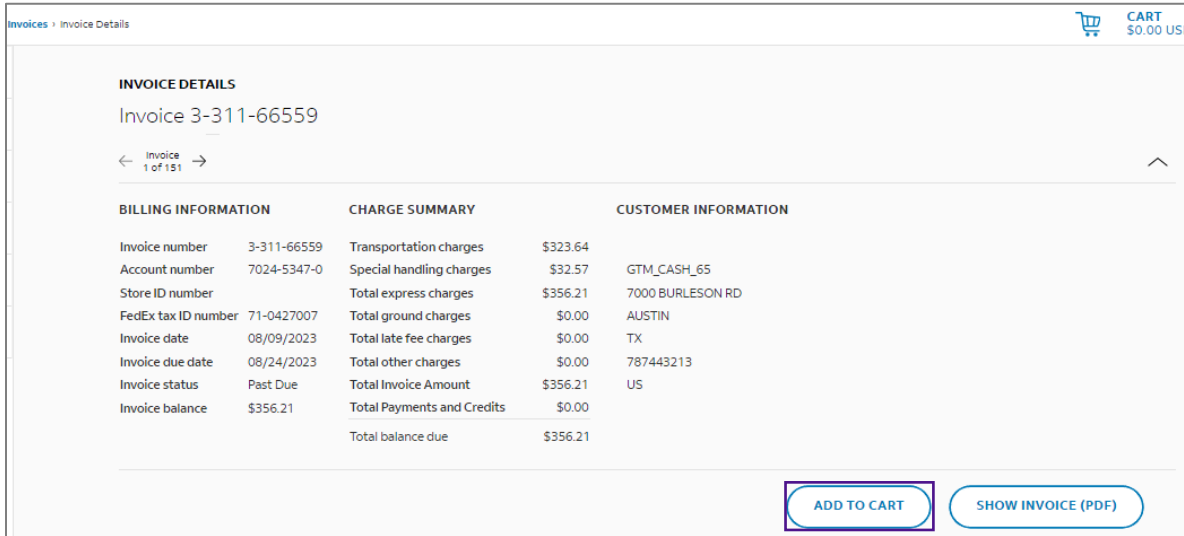 Invoices › Invoice Details
CART
$0.00 US
INVOICE DETAILS
Invoice 3-311-66559
← Invoice 1 of 151 →
BILLING INFORMATION CHARGE SUMMARY CUSTOMER INFORMATION
Invoice number 3-311-66559 Transportation charges $323.64
Account number 7024-5347-0 Special handling charges $32.57 GTM_CASH_65
Store ID number Total express charges $356.21 7000 BURLESON RD
FedEx tax ID number 71-0427007 Total ground charges $0.00 AUSTIN
Invoice date 08/09/2023 Total late fee charges $0.00 TX
Invoice due date 08/24/2023 Total other charges $0.00 787443213
Invoice status Past Due Total Invoice Amount $356.21 US
Invoice balance $356.21 Total Payments and Credits $0.00
Total balance due $356.21
ADD TO CART SHOW INVOICE (PDF)